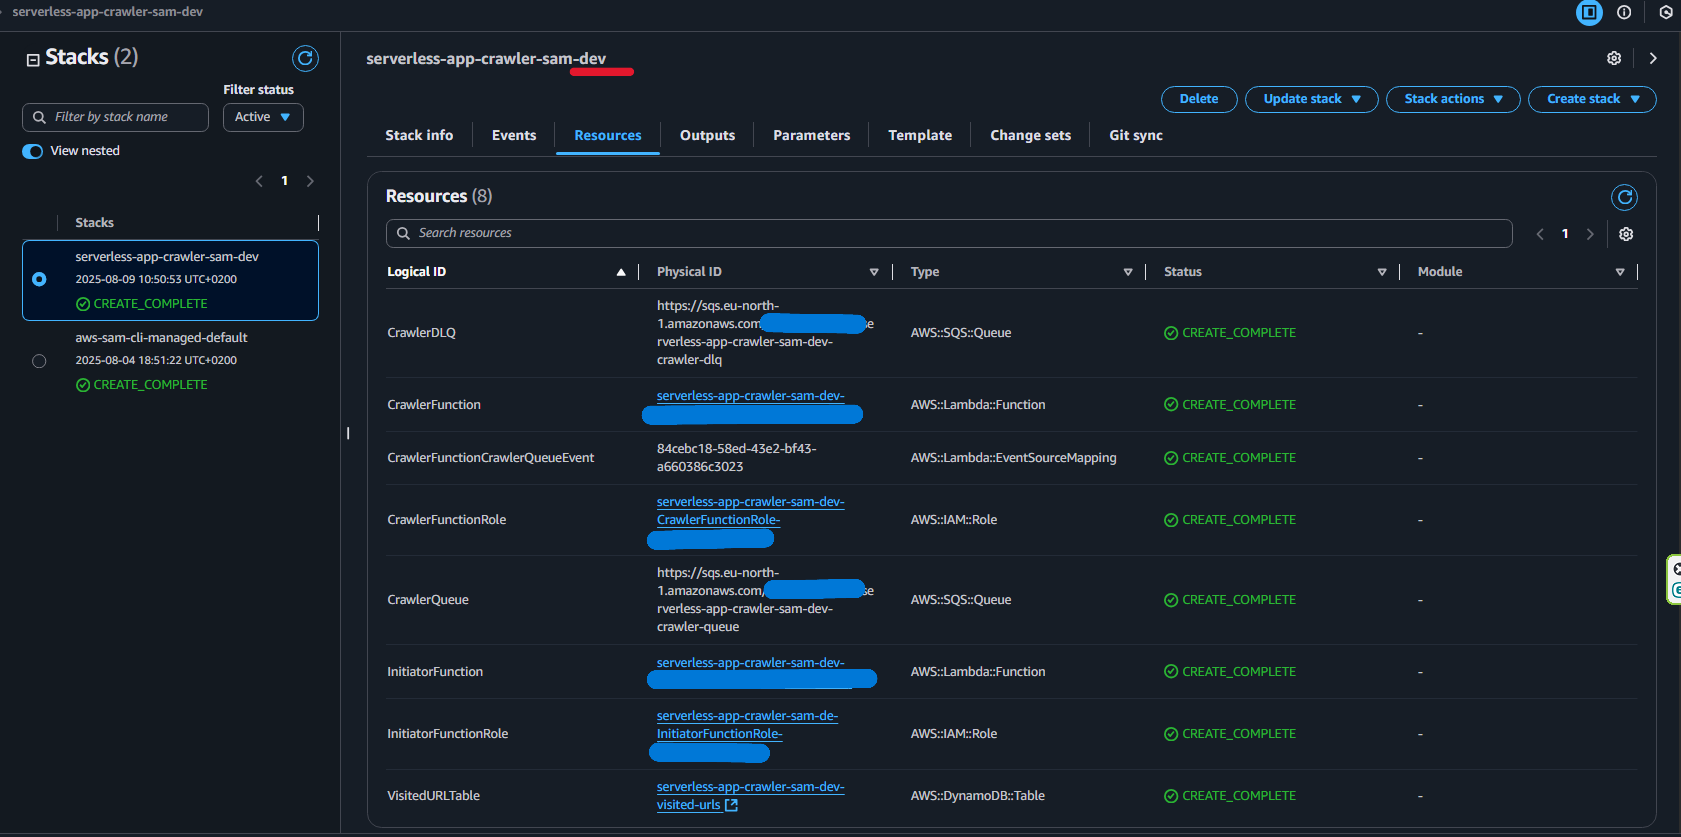 serverless-app-crawler-sam-dev
Stacks (2)
Filter status
Filter by stack name
Active
View nested
1
Stacks
serverless-app-crawler-sam-dev
2025-08-09 10:50:53 UTC+0200
CREATE_COMPLETE
aws-sam-cli-managed-default
2025-08-04 18:51:22 UTC+0200
CREATE_COMPLETE
serverless-app-crawler-sam-dev
Delete
Update stack
Stack actions
Create stack
Stack info
Events
Resources
Outputs
Parameters
Template
Change sets
Git sync
Resources (8)
Search resources
1
Logical ID
Physical ID
Type
Status
Module
CrawlerDLQ
https://sqs.eu-north-
1.amazonaws.com
e
rverless-app-crawler-sam-dev-
crawler-dlq
AWS::SQS::Queue
CREATE_COMPLETE
-
CrawlerFunction
serverless-app-crawler-sam-dev-
AWS::Lambda::Function
CREATE_COMPLETE
-
CrawlerFunctionCrawlerQueueEvent
84cebc18-58ed-43e2-bf43-
a660386c3023
AWS::Lambda::EventSourceMapping
CREATE_COMPLETE
-
CrawlerFunctionRole
serverless-app-crawler-sam-dev-
CrawlerFunctionRole-
AWS::IAM::Role
CREATE_COMPLETE
-
CrawlerQueue
https://sqs.eu-north-
1.amazonaws.com/
se
rverless-app-crawler-sam-dev-
crawler-queue
AWS::SQS::Queue
CREATE_COMPLETE
-
InitiatorFunction
serverless-app-crawler-sam-dev-
AWS::Lambda::Function
CREATE_COMPLETE
-
InitiatorFunctionRole
serverless-app-crawler-sam-de-
InitiatorFunctionRole-
AWS::IAM::Role
CREATE_COMPLETE
-
VisitedURLTable
serverless-app-crawler-sam-dev-
visited-urls
AWS::DynamoDB::Table
CREATE_COMPLETE
-